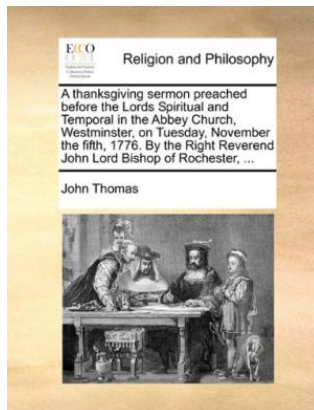 ECCO
Religion and Philosophy
A thanksgiving sermon preached
before the Lords Spiritual and
Temporal in the Abbey Church,
Westminster, on Tuesday, November
the fifth, 1776. By the Right Reverend
John Lord Bishop of Rochester, ...
John Thomas